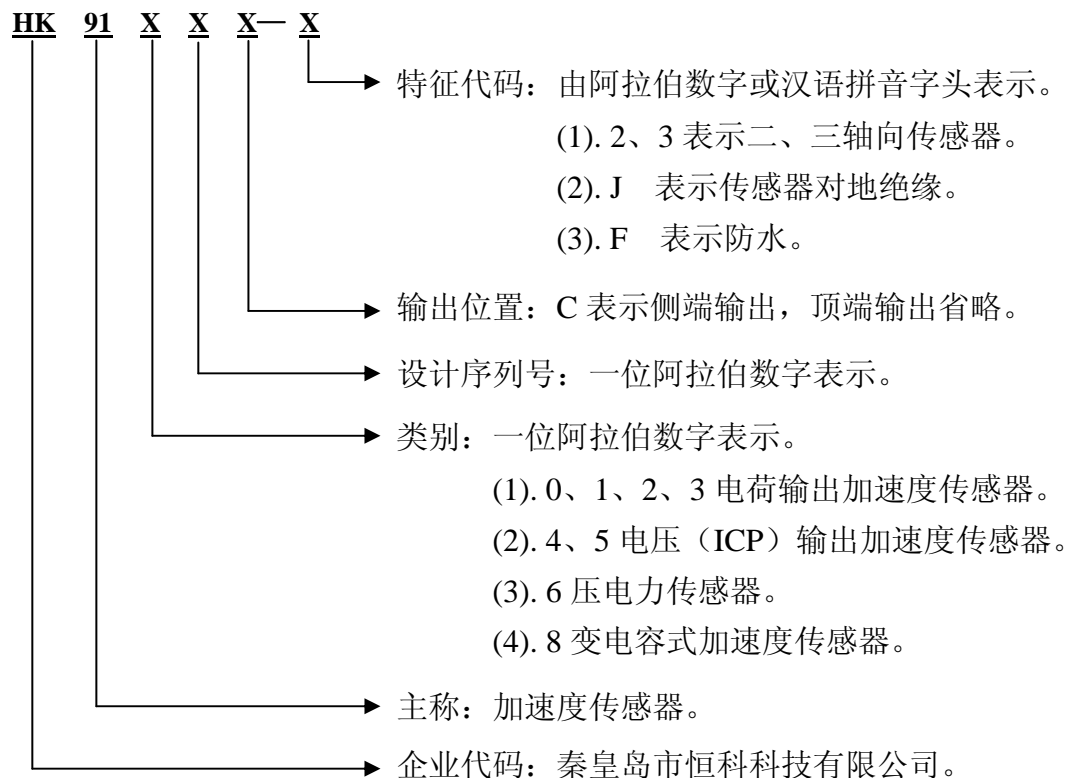 HK 91 X X X— X
特征代码：由阿拉伯数字或汉语拼音字头表示。
(1). 2、3 表示二、三轴向传感器。
(2). J 表示传感器对地绝缘。
(3). F 表示防水。
输出位置：C 表示侧端输出，顶端输出省略。
设计序列号：一位阿拉伯数字表示。
类别：一位阿拉伯数字表示。
(1). 0、1、2、3 电荷输出加速度传感器。
(2). 4、5 电压（ICP）输出加速度传感器。
(3). 6 压电力传感器。
(4). 8 变电容式加速度传感器。
主称：加速度传感器。
企业代码：秦皇岛市恒科科技有限公司。